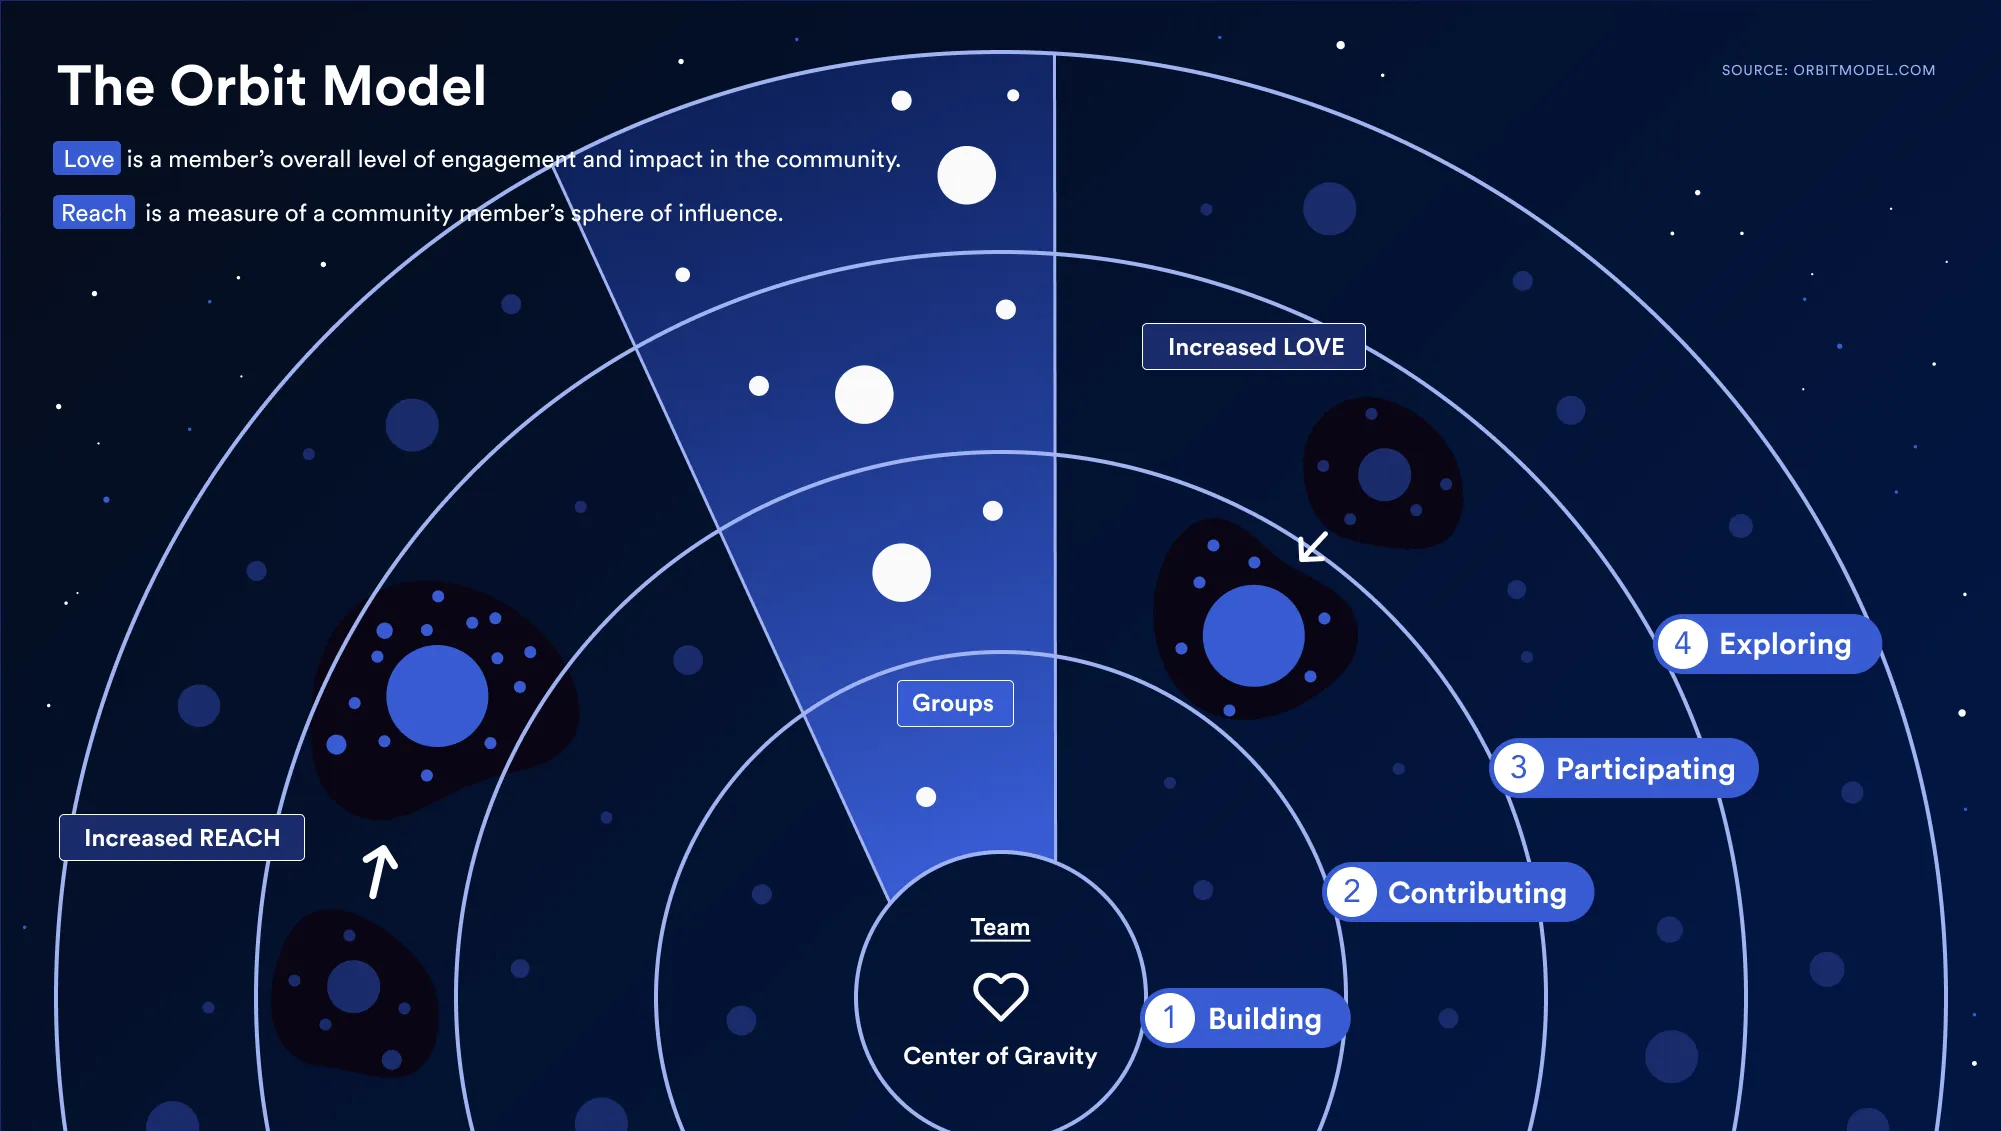 The Orbit Model
SOURCE: ORBITMODEL.COM
Love is a member’s overall level of engagement and impact in the community.
Reach is a measure of a community member’s sphere of influence.
Increased LOVE
4 Exploring
Groups
3 Participating
Increased REACH
2 Contributing
Team
1 Building
Center of Gravity